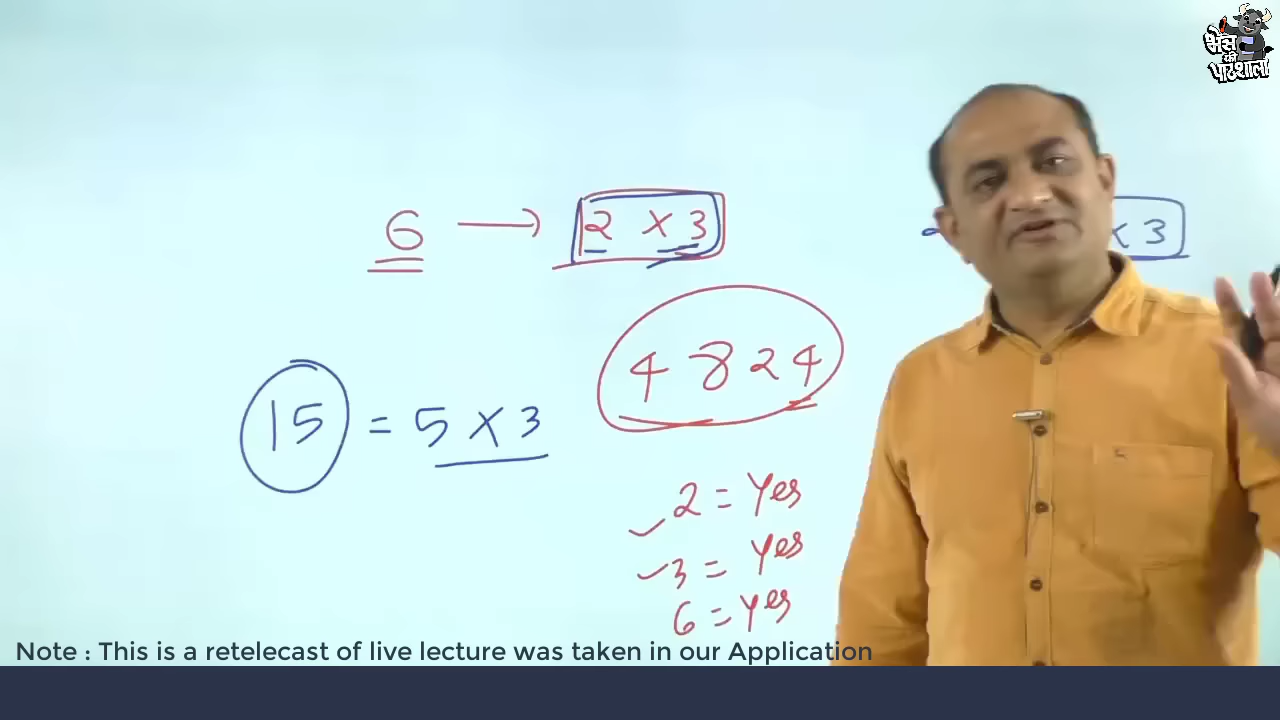 भैंस
की
पाठशाला
6 → 2 × 3
× 3
4824
15 = 5 × 3
2 = Yes
3 = Yes
6 = Yes
Note : This is a retelecast of live lecture was taken in our Application